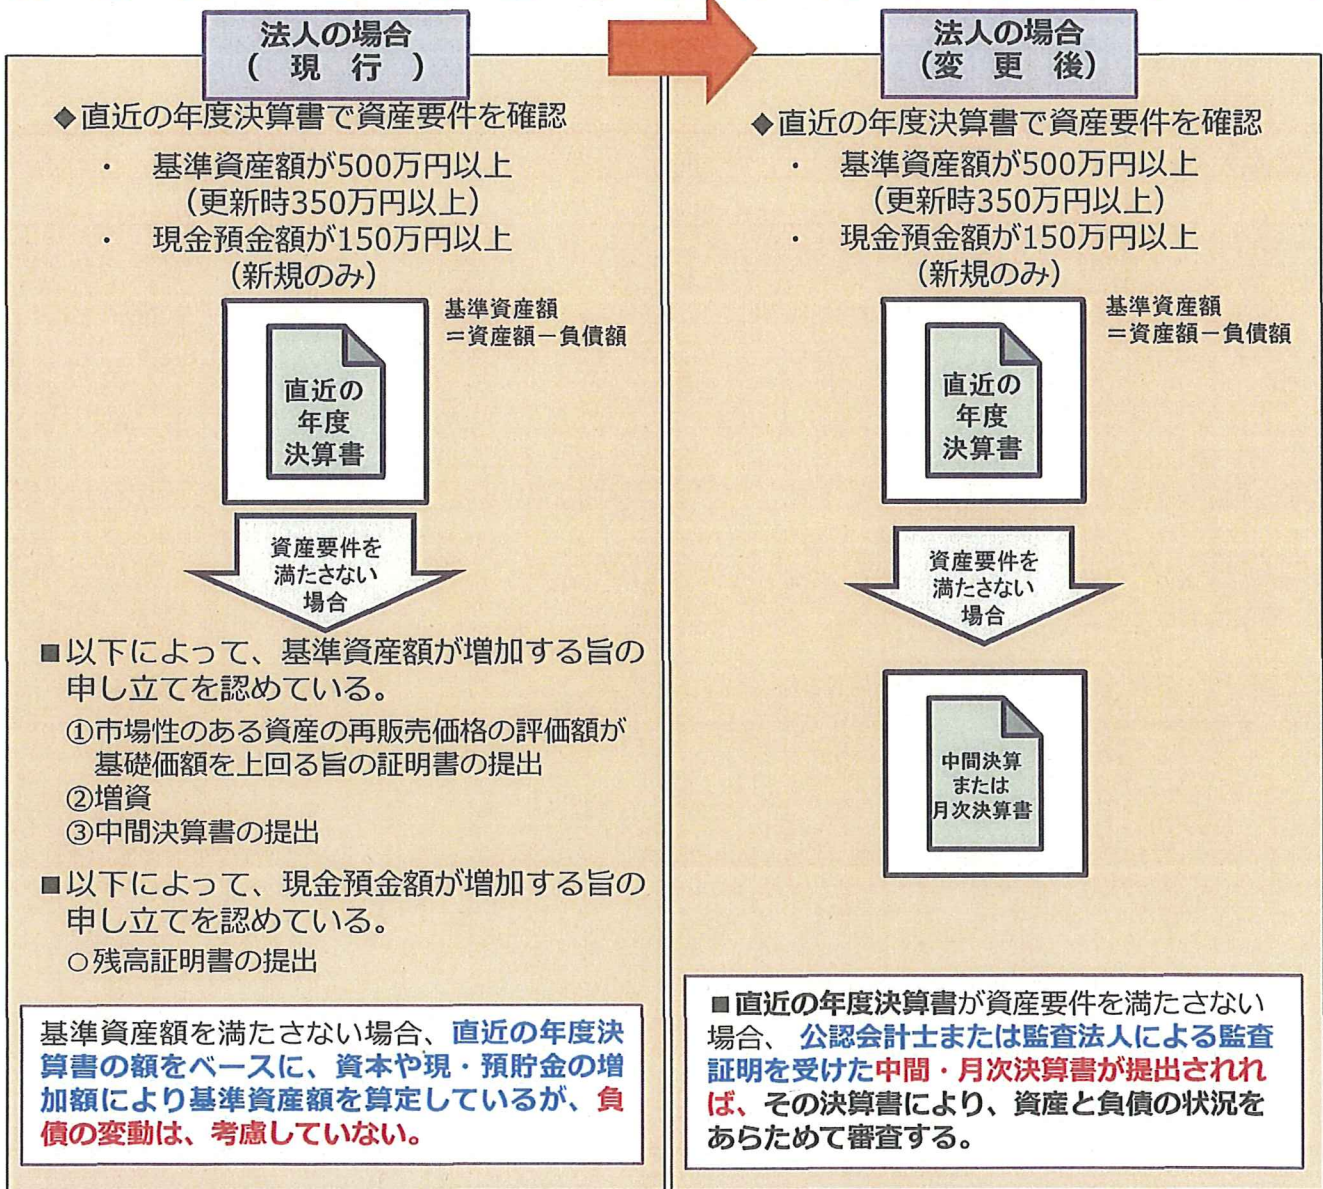 法人の場合
( 現 行 )
◆直近の年度決算書で資産要件を確認
・ 基準資産額が500万円以上
(更新時350万円以上)
・ 現金預金額が150万円以上
(新規のみ)
基準資産額
=資産額-負債額
直近の
年度
決算書
資産要件を
満たさない
場合
■以下によって、基準資産額が増加する旨の
申し立てを認めている。
①市場性のある資産の再販売価格の評価額が
基礎価額を上回る旨の証明書の提出
②増資
③中間決算書の提出
■以下によって、現金預金額が増加する旨の
申し立てを認めている。
○残高証明書の提出
基準資産額を満たさない場合、直近の年度決
算書の額をベースに、資本や現・預貯金の増
加額により基準資産額を算定しているが、負
債の変動は、考慮していない。
法人の場合
(変 更 後)
◆直近の年度決算書で資産要件を確認
・ 基準資産額が500万円以上
(更新時350万円以上)
・ 現金預金額が150万円以上
(新規のみ)
基準資産額
=資産額-負債額
直近の
年度
決算書
資産要件を
満たさない
場合
中間決算
または
月次決算書
■直近の年度決算書が資産要件を満たさない
場合、 公認会計士または監査法人による監査
証明を受けた中間・月次決算書が提出されれ
ば、その決算書により、資産と負債の状況を
あらためて審査する。